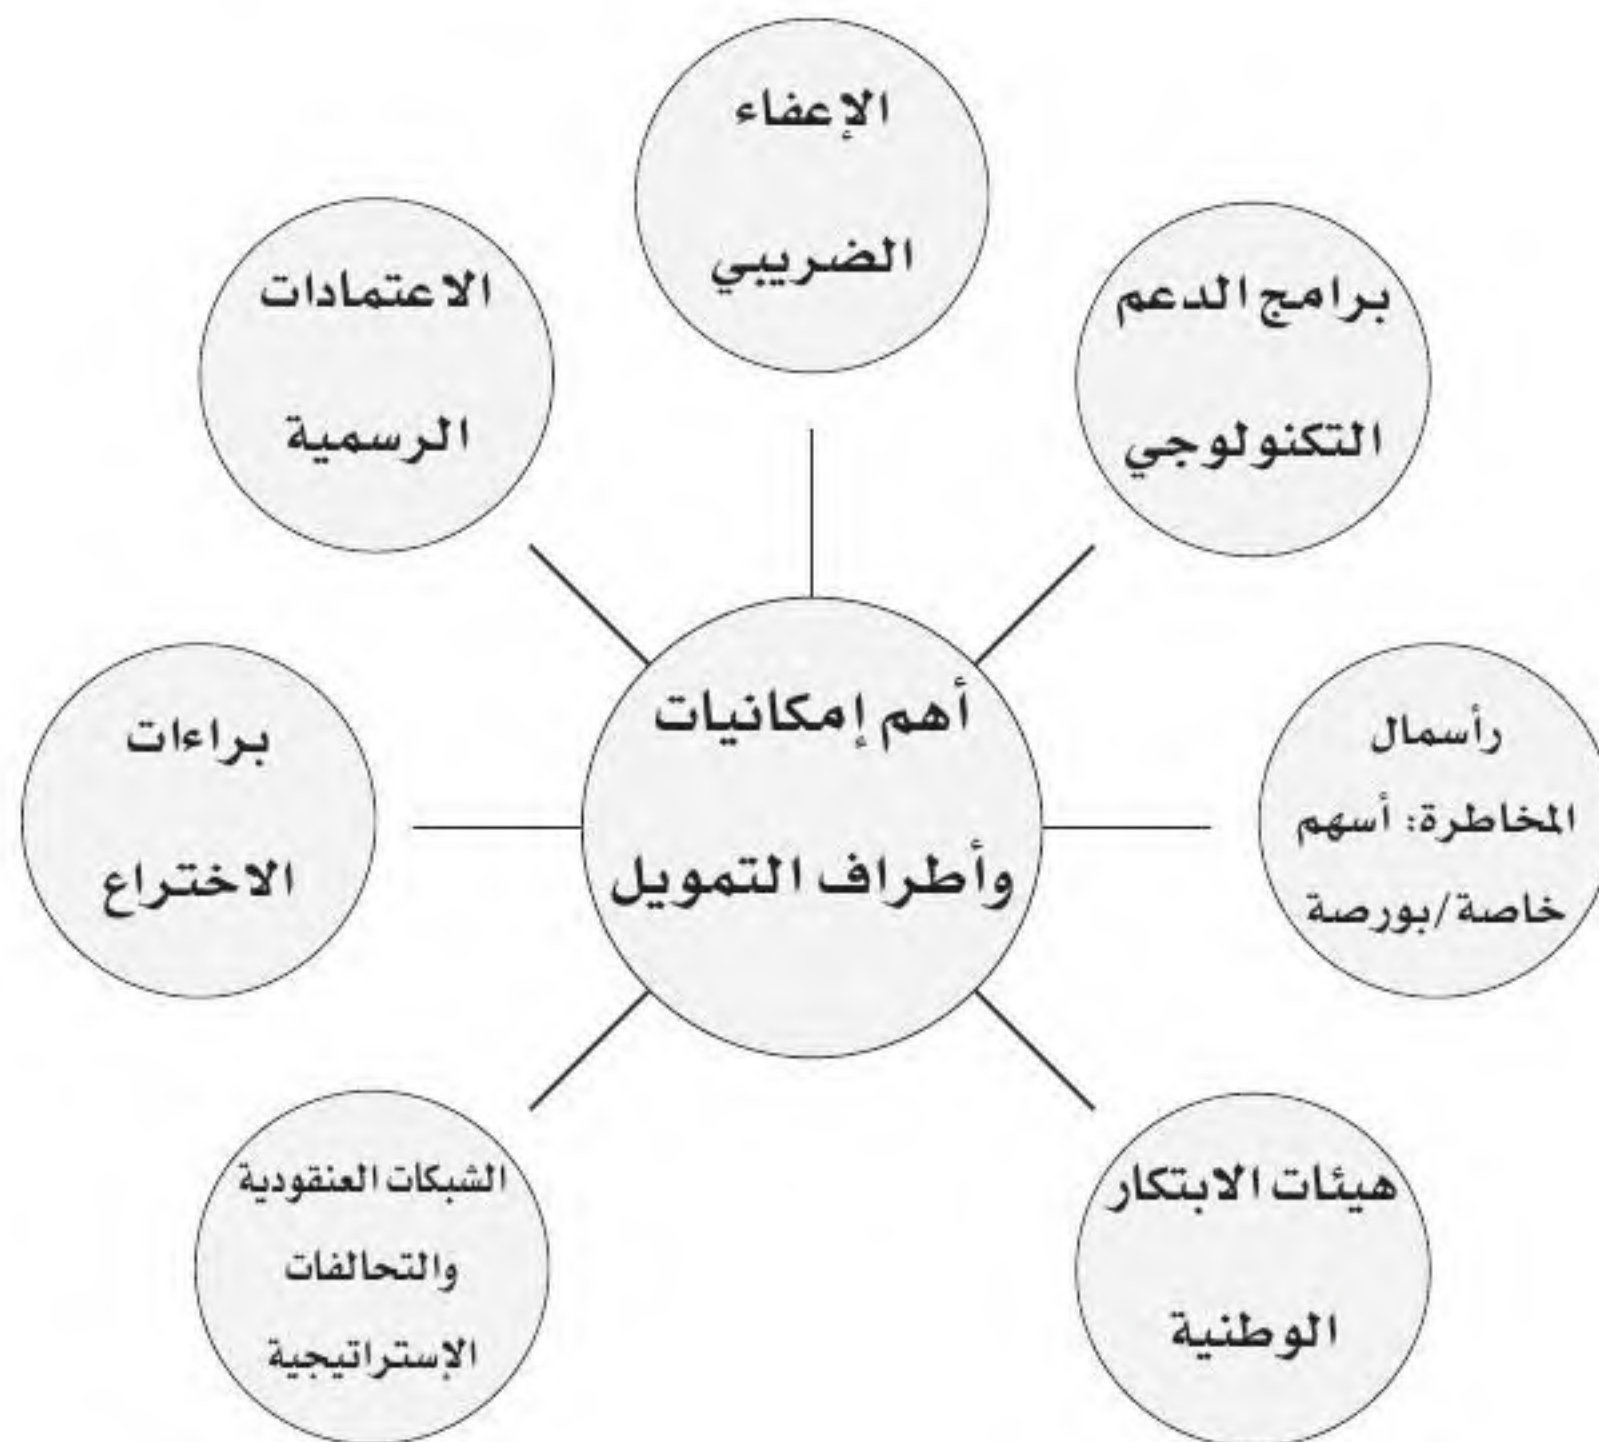 الإعفاء
الضريبي
برامج الدعم
التكنولوجي
رأسمال
المخاطرة: أسهم
خاصة/بورصة
هيئات الابتكار
الوطنية
الشبكات العنقودية
والتحالفات
الإستراتيجية
براءات
الاختراع
الاعتمادات
الرسمية
أهم إمكانيات
وأطراف التمويل